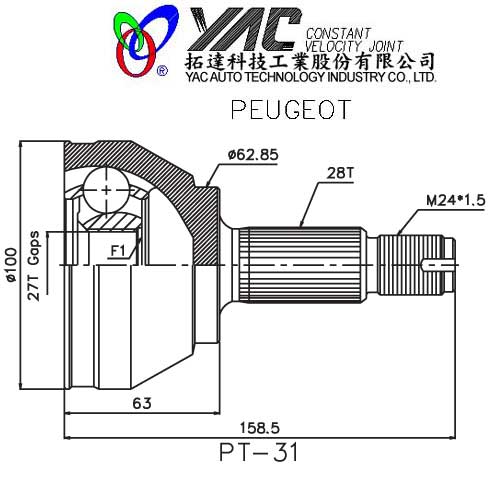 YAC CONSTANT
VELOCITY JOINT
®
拓達科技工業股份有限公司
YAC AUTO TECHNOLOGY INDUSTRY CO., LTD.
PEUGEOT
ø62.85
28T
M24*1.5
F1
27T Gaps
ø100
63
158.5
PT-31